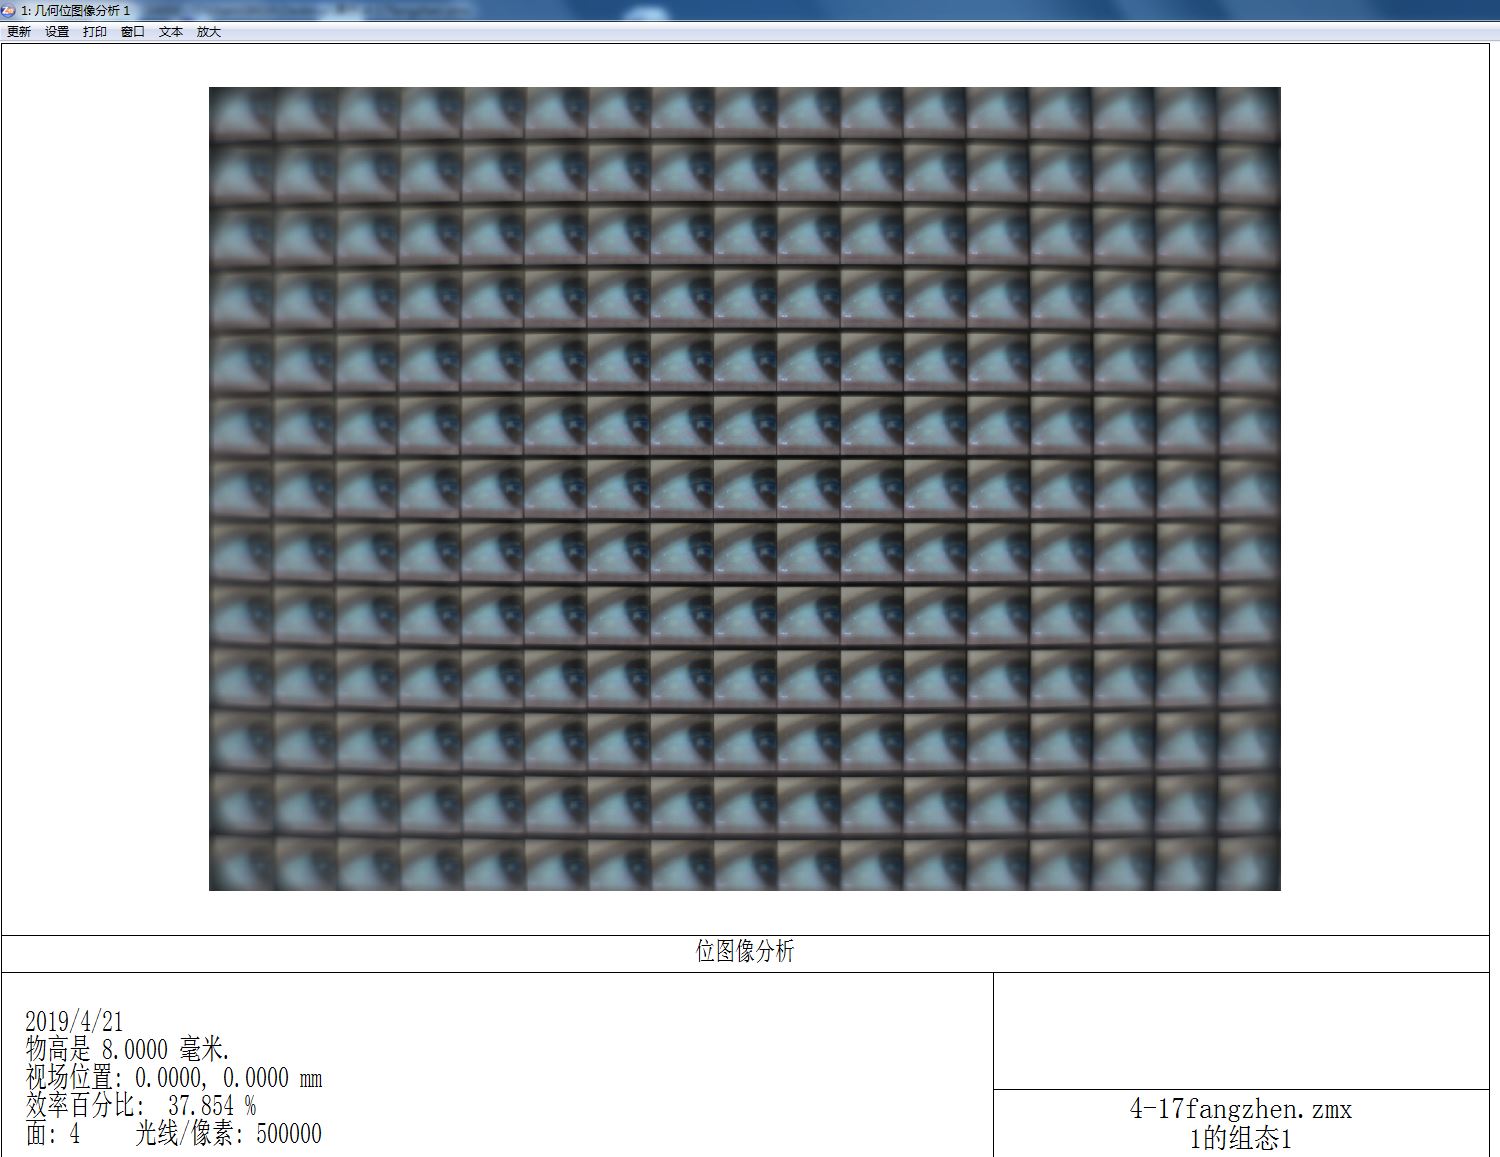 1: 几何位图像分析 1
更新 设置 打印 窗口 文本 放大
位图像分析
2019/4/21
物高是 8.0000 毫米.
视场位置: 0.0000, 0.0000 mm
效率百分比: 37.854 %
面: 4 光线/像素: 500000
4-17fangzhen.zmx
1的组态1